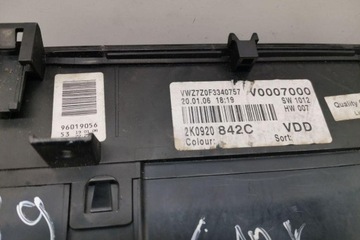 VWZ7Z0F3340757 V0007000
20.01.06 18:19 SW 1012
HW 007
2K0920 842C VDD
Colour: Sort:
96019056
Quality